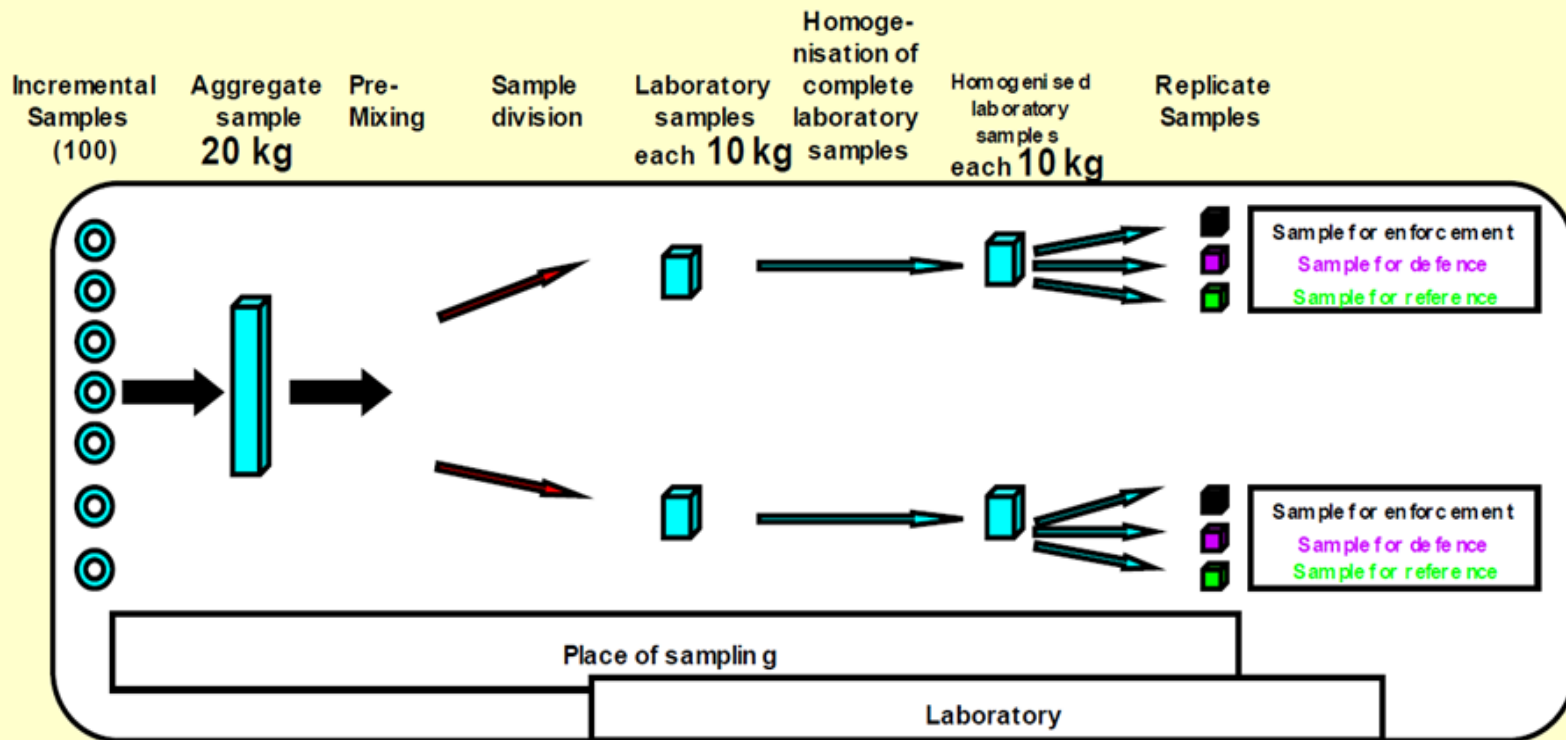 Incremental
Samples
(100)
Aggregate
sample
20 kg
Pre-
Mixing
Sample
division
Laboratory
samples
each 10 kg
Homoge-
nisation of
complete
laboratory
samples
Homogenised
laboratory
samples
each 10 kg
Replicate
Samples
Sample for enforcement
Sample for defence
Sample for reference
Sample for enforcement
Sample for defence
Sample for reference
Place of sampling
Laboratory